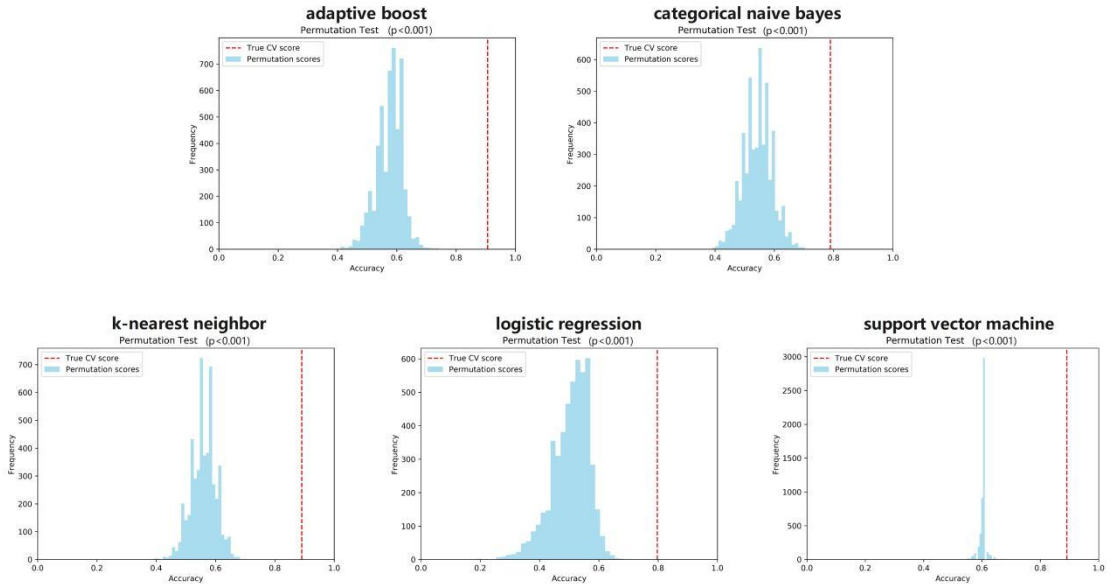 adaptive boost
Permutation Test (p<0.001)
True CV score
Permutation scores
Frequency
700
600
500
400
300
200
100
0
0.0 0.2 0.4 0.6 0.8 1.0
Accuracy
categorical naive bayes
Permutation Test (p<0.001)
True CV score
Permutation scores
Frequency
600
500
400
300
200
100
0
0.0 0.2 0.4 0.6 0.8 1.0
Accuracy
k-nearest neighbor
Permutation Test (p<0.001)
True CV score
Permutation scores
Frequency
700
600
500
400
300
200
100
0
0.0 0.2 0.4 0.6 0.8 1.0
Accuracy
logistic regression
Permutation Test (p<0.001)
True CV score
Permutation scores
Frequency
600
500
400
300
200
100
0
0.0 0.2 0.4 0.6 0.8 1.0
Accuracy
support vector machine
Permutation Test (p<0.001)
True CV score
Permutation scores
Frequency
3000
2500
2000
1500
1000
500
0
0.0 0.2 0.4 0.6 0.8 1.0
Accuracy